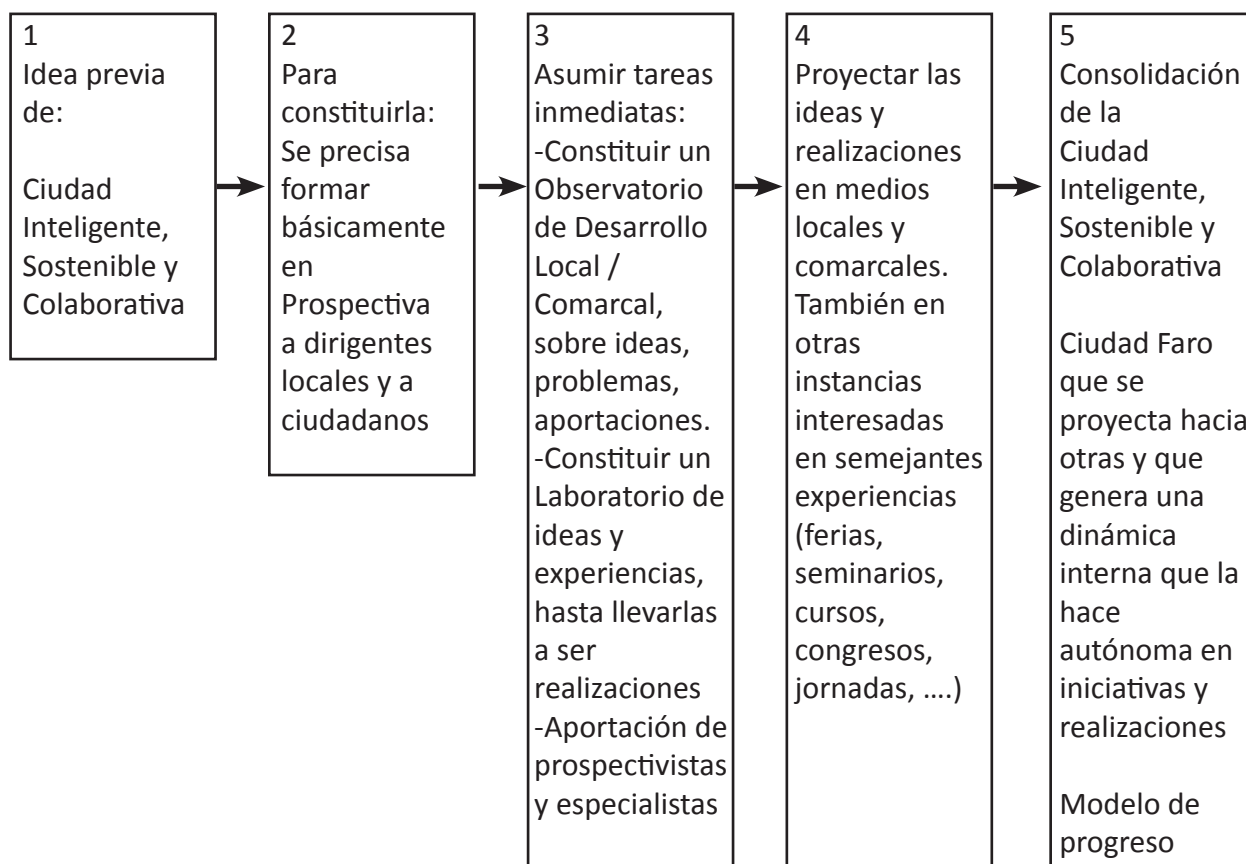 1
Idea previa
de:
Ciudad
Inteligente,
Sostenible y
Colaborativa
2
Para
constituirla:
Se precisa
formar
básicamente
en
Prospectiva
a dirigentes
locales y a
ciudadanos
3
Asumir tareas
inmediatas:
-Constituir un
Observatorio
de Desarrollo
Local /
Comarcal,
sobre ideas,
problemas,
aportaciones.
-Constituir un
Laboratorio de
ideas y
experiencias,
hasta llevarlas
a ser
realizaciones
-Aportación de
prospectivistas
y especialistas
4
Proyectar las
ideas y
realizaciones
en medios
locales y
comarcales.
También en
otras
instancias
interesadas
en semejantes
experiencias
(ferias,
seminarios,
cursos,
congresos,
jornadas, ....)
5
Consolidación
de la
Ciudad
Inteligente,
Sostenible y
Colaborativa
Ciudad Faro
que se
proyecta hacia
otras y que
genera una
dinámica
interna que la
hace
autónoma en
iniciativas y
realizaciones
Modelo de
progreso